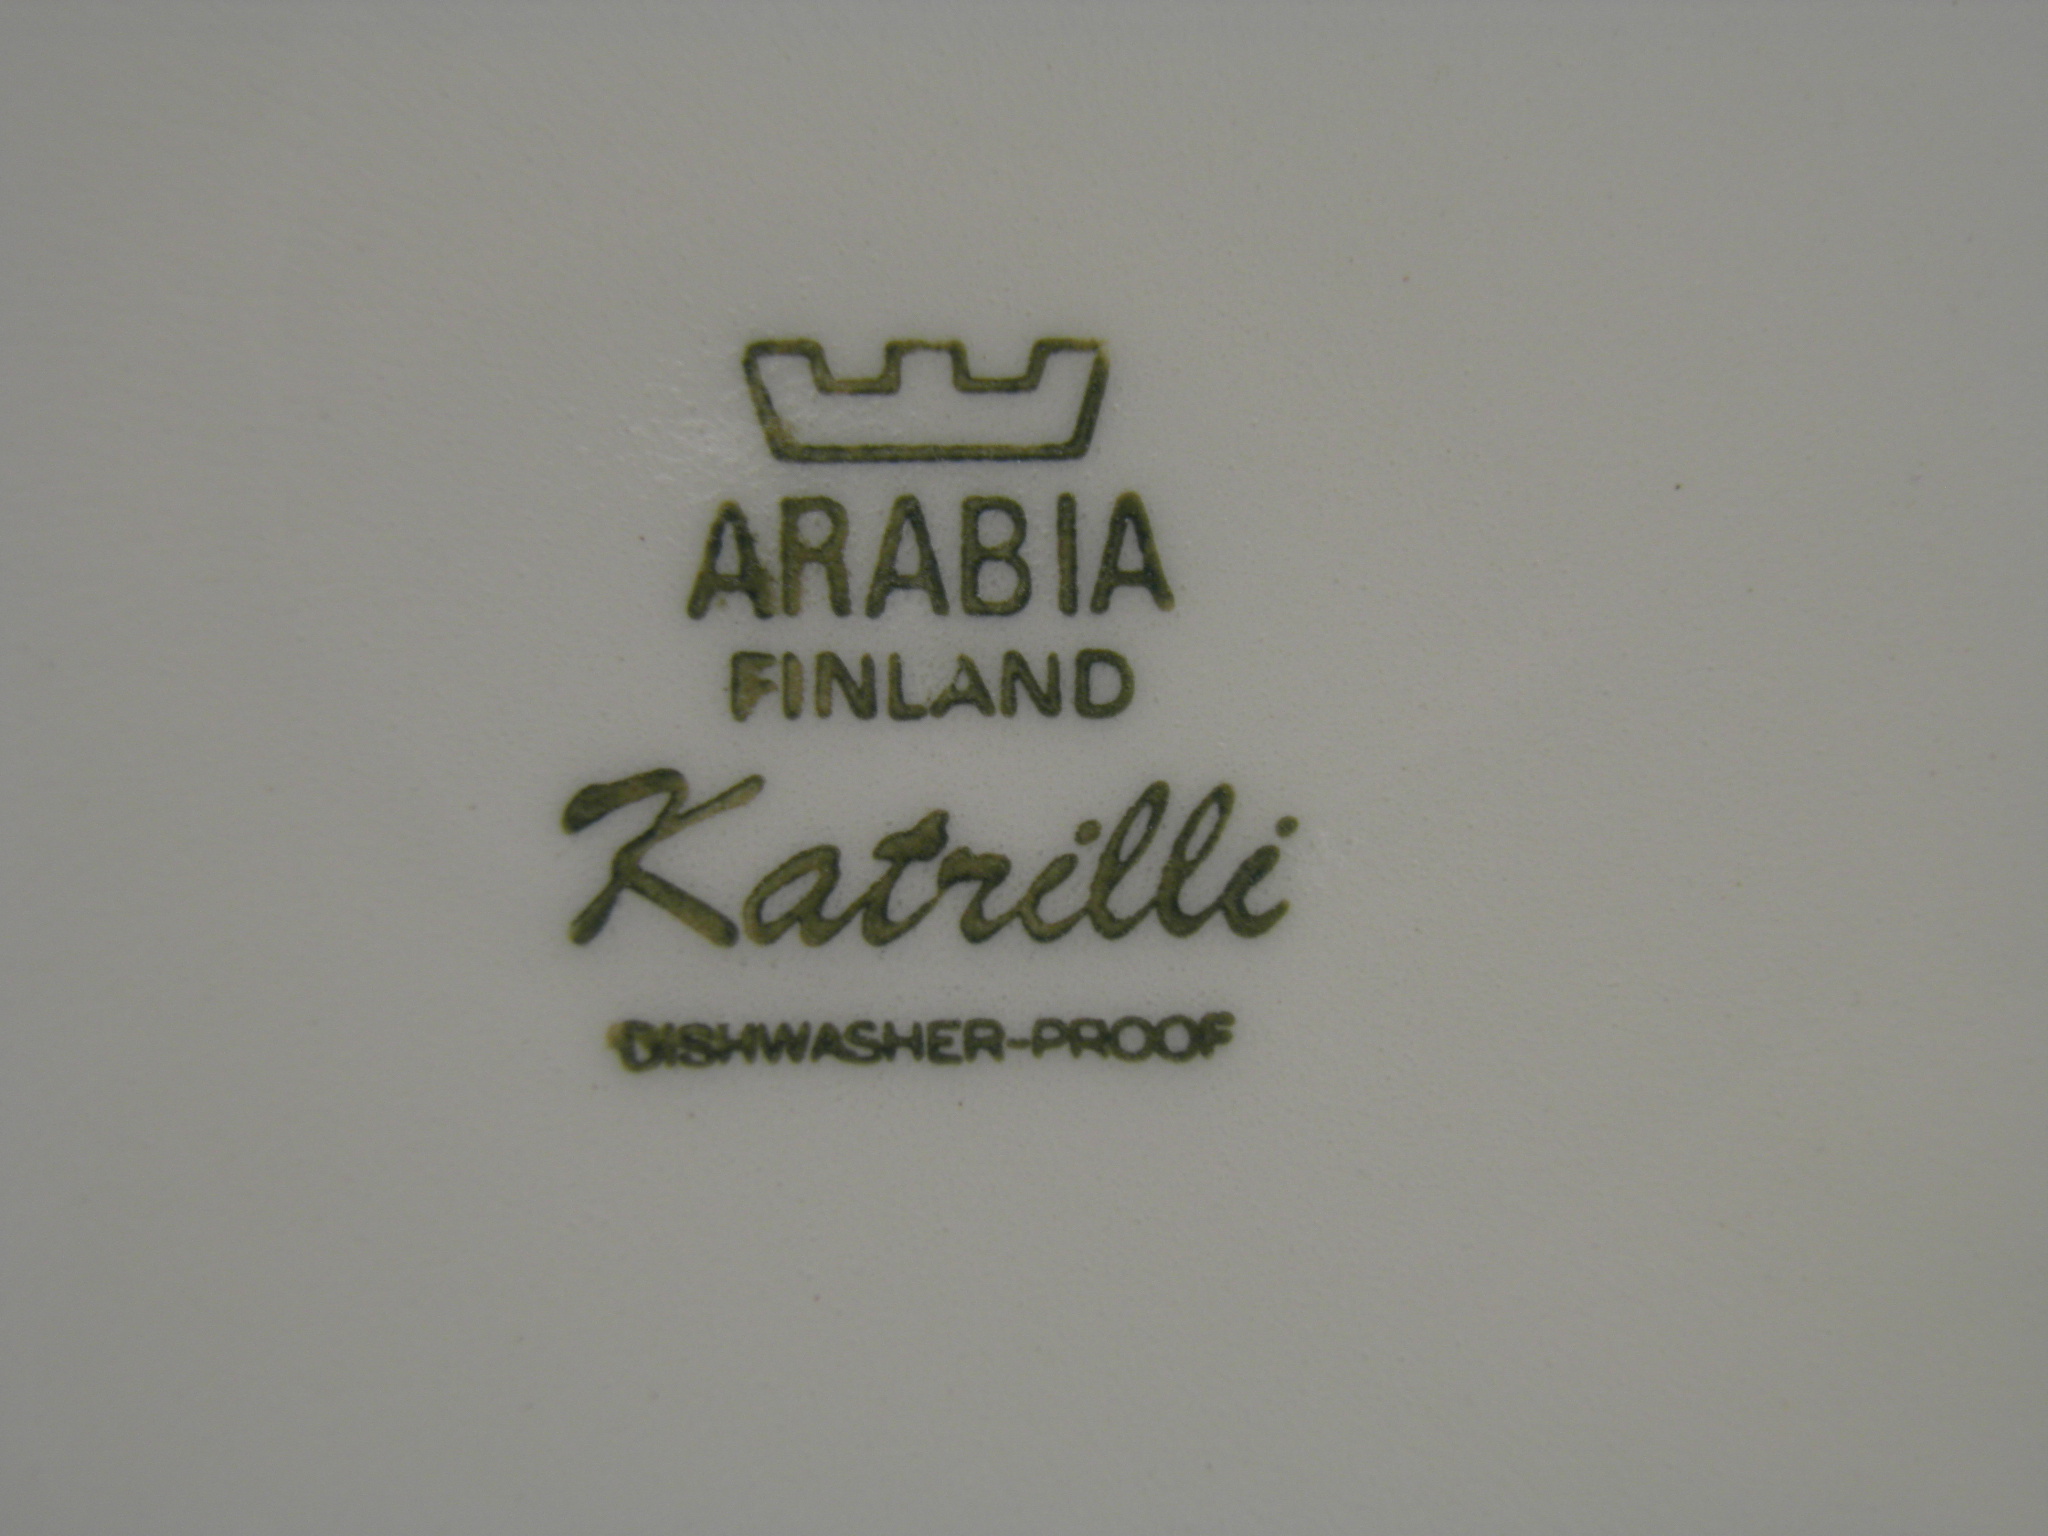 ARABIA
FINLAND
Katrilli
DISHWASHER-PROOF